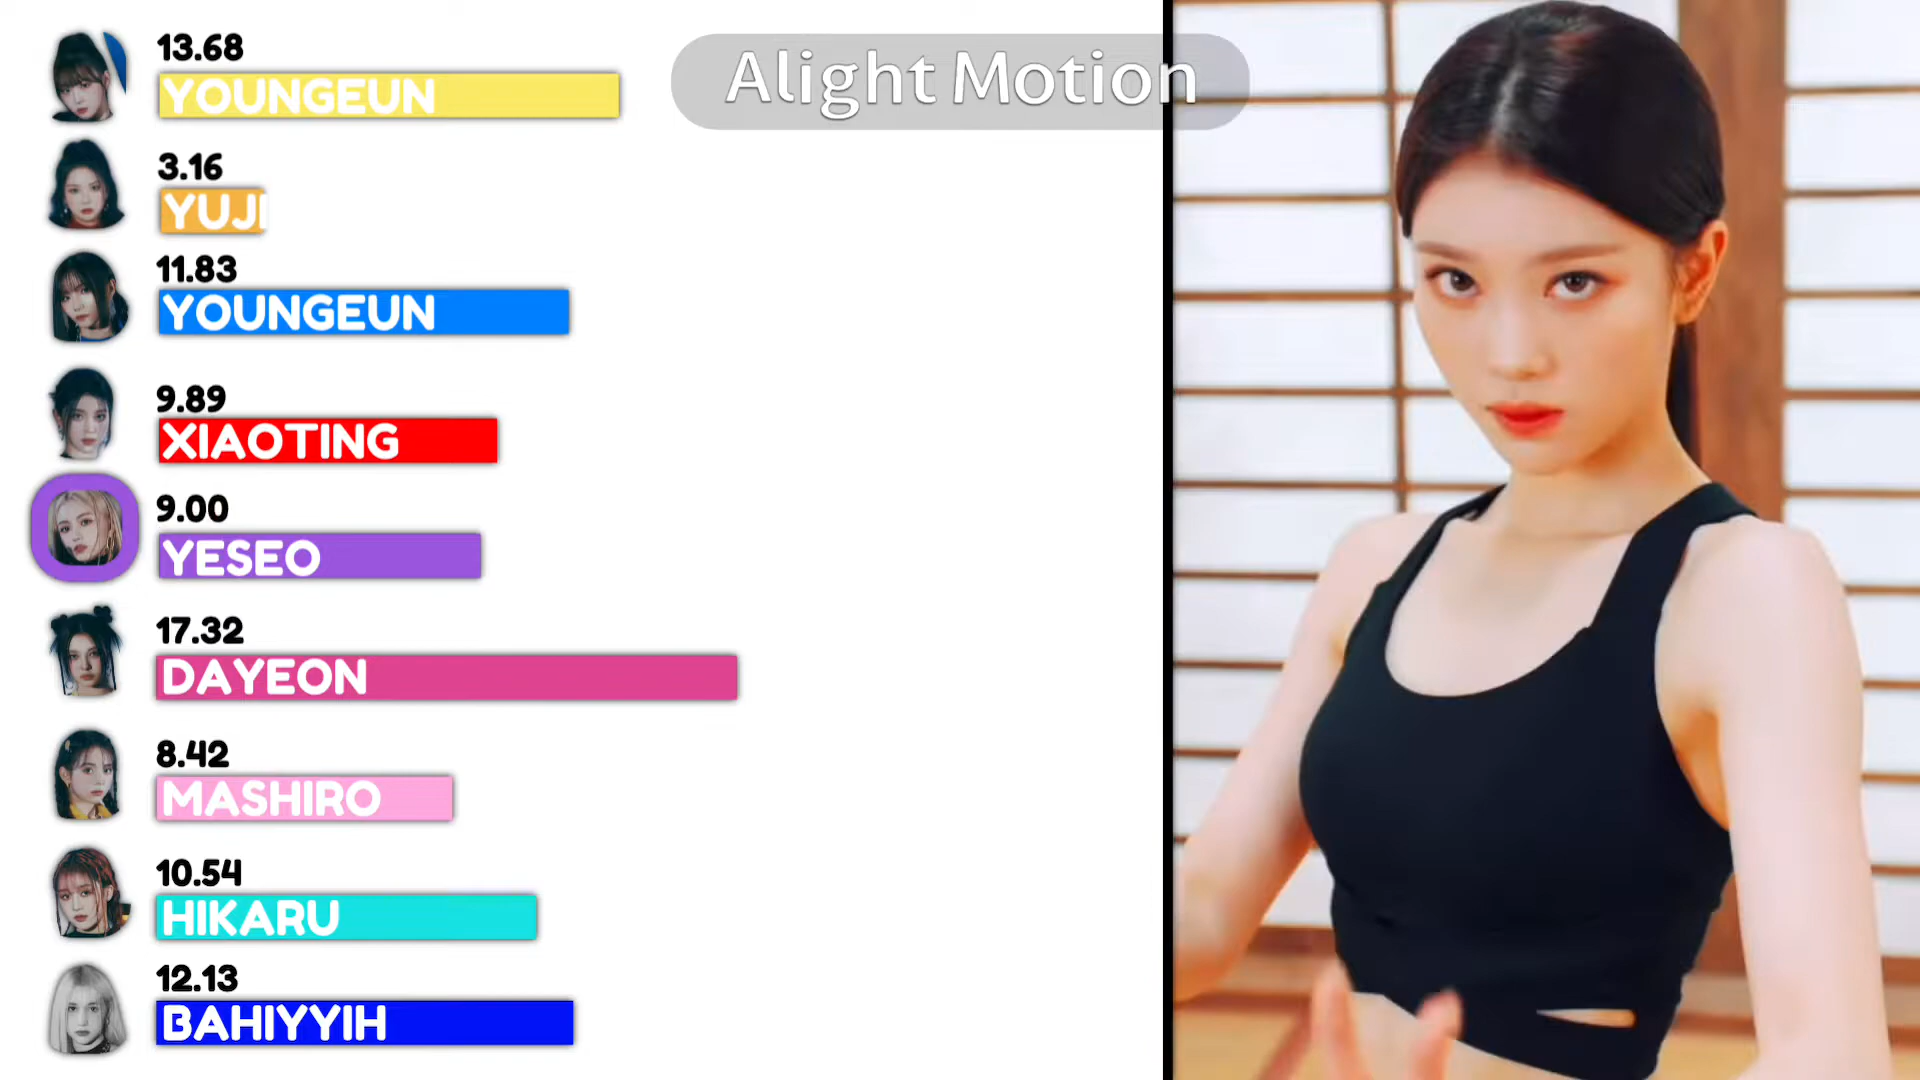 13.68
YOUNGEUN
Alight Motion
3.16
YUJI
11.83
YOUNGEUN
9.89
XIAOTING
9.00
YESEO
17.32
DAYEON
8.42
MASHIRO
10.54
HIKARU
12.13
BAHIYYIH